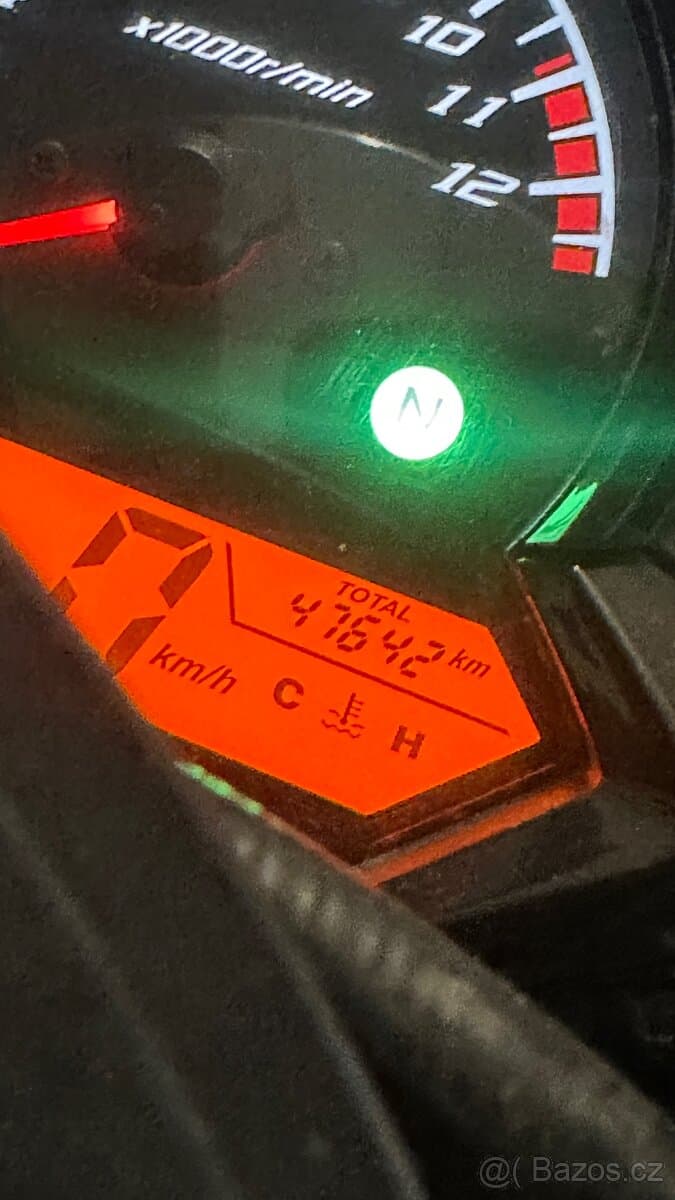 x1000r/min
10
11
12
N
TOTAL
47642 km
0 km/h
C H
@( Bazos.cz